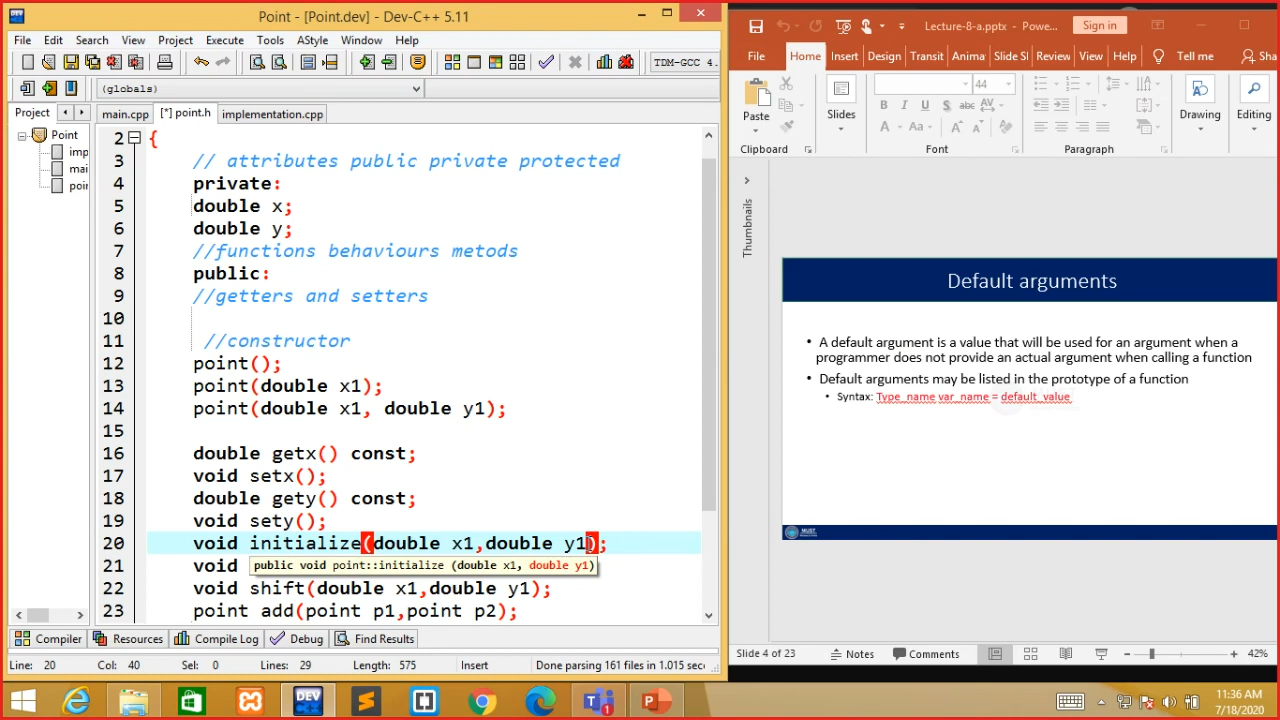 Point - [Point.dev] - Dev-C++ 5.11
File Edit Search View Project Execute Tools AStyle Window Help
TDM-GCC 4.
(globals)
Project
main.cpp [*] point.h implementation.cpp
Point
imp
mai
poi
2 {
3 // attributes public private protected
4 private:
5 double x;
6 double y;
7 //functions behaviours metods
8 public:
9 //getters and setters
10
11 //constructor
12 point();
13 point(double x1);
14 point(double x1, double y1);
15
16 double getx() const;
17 void setx();
18 double gety() const;
19 void sety();
20 void initialize(double x1,double y1);
21 void
public void point::initialize (double x1, double y1)
22 void shift(double x1,double y1);
23 point add(point p1,point p2);
Compiler Resources Compile Log Debug Find Results
Line: 20 Col: 40 Sel: 0 Lines: 29 Length: 575 Insert Done parsing 161 files in 1.015 sec
Lecture-8-a.pptx - Powe... Sign in
File Home Insert Design Transit Anima Slide Sl Review View Help Tell me Sha
Paste Slides 44 Drawing Editing
B I U S abc AV
A Aa A A
Clipboard Font Paragraph
Thumbnails
Default arguments
• A default argument is a value that will be used for an argument when a
programmer does not provide an actual argument when calling a function
• Default arguments may be listed in the prototype of a function
• Syntax: Type_name var_name = default_value
MUST
Slide 4 of 23 Notes Comments 42%
DEV
11:36 AM
7/18/2020